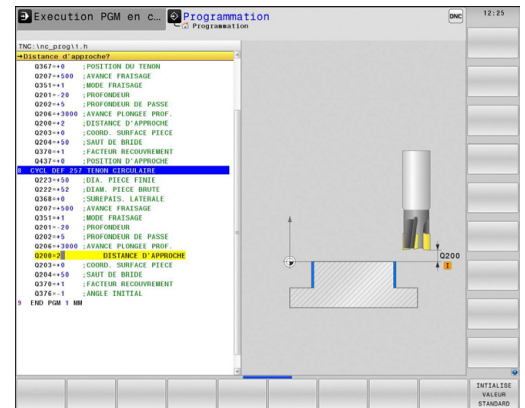 Execution PGM en c... Programmation DNC 12:25
Programmation
TNC:\nc_prog\1.h
→Distance d'approche?
Q367=+0 ;POSITION DU TENON
Q207=+500 ;AVANCE FRAISAGE
Q351=+1 ;MODE FRAISAGE
Q201=-20 ;PROFONDEUR
Q202=+5 ;PROFONDEUR DE PASSE
Q206=+3000 ;AVANCE PLONGEE PROF.
Q200=+2 ;DISTANCE D'APPROCHE
Q203=+0 ;COORD. SURFACE PIECE
Q204=+50 ;SAUT DE BRIDE
Q370=+1 ;FACTEUR RECOUVREMENT
Q437=+0 ;POSITION D'APPROCHE
8 CYCL DEF 257 TENON CIRCULAIRE
Q223=+50 ;DIA. PIECE FINIE
Q222=+52 ;DIAM. PIECE BRUTE
Q368=+0 ;SUREPAIS. LATERALE
Q207=+500 ;AVANCE FRAISAGE
Q351=+1 ;MODE FRAISAGE
Q201=-20 ;PROFONDEUR
Q202=+5 ;PROFONDEUR DE PASSE
Q206=+3000 ;AVANCE PLONGEE PROF.
Q200=2 DISTANCE D'APPROCHE
Q203=+0 ;COORD. SURFACE PIECE
Q204=+50 ;SAUT DE BRIDE
Q370=+1 ;FACTEUR RECOUVREMENT
Q376=-1 ;ANGLE INITIAL
9 END PGM 1 MM
Q200
I
INTIALISE
VALEUR
STANDARD